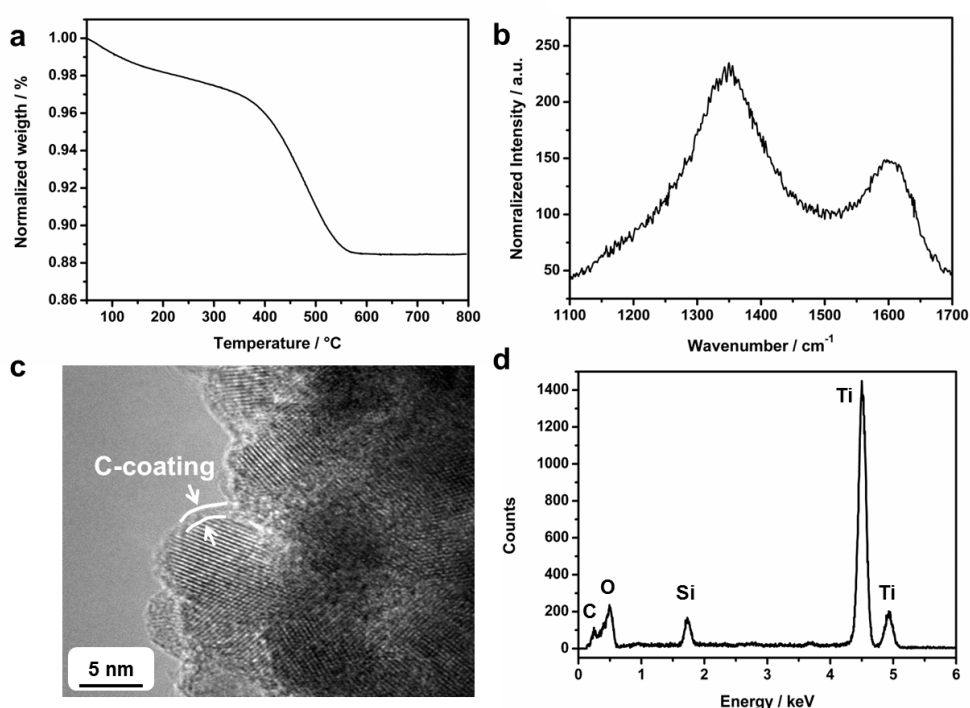 a
1.00
0.98
0.96
0.94
0.92
0.90
0.88
0.86
Normalized weigth / %
100 200 300 400 500 600 700 800
Temperature / °C
b
250
200
150
100
50
Nomralized Intensity / a.u.
1100 1200 1300 1400 1500 1600 1700
Wavenumber / cm-1
c
C-coating
5 nm
d
1400
1200
1000
800
600
400
200
0
Counts
Ti
C
O
Si
Ti
0 1 2 3 4 5 6
Energy / keV